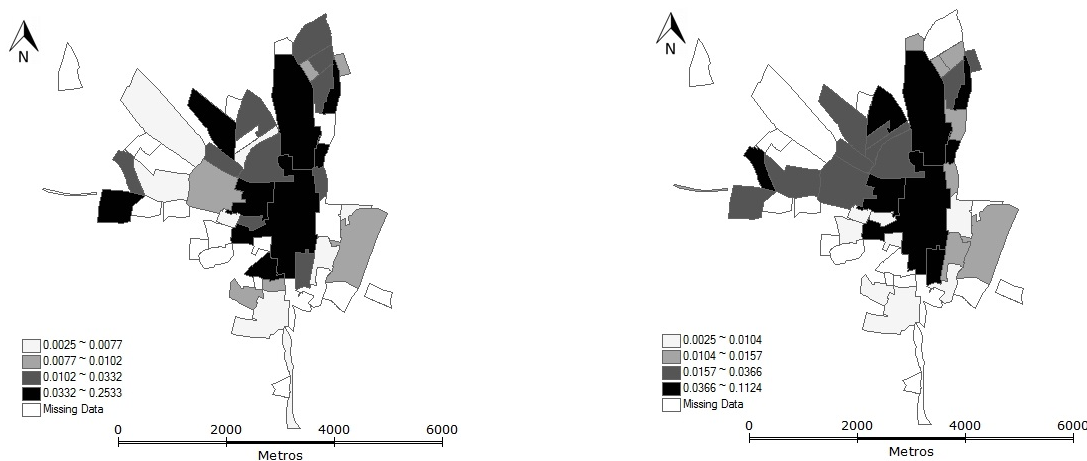 N
0.0025 ~ 0.0077
0.0077 ~ 0.0102
0.0102 ~ 0.0332
0.0332 ~ 0.2533
Missing Data
0 2000 4000 6000
Metros
N
0.0025 ~ 0.0104
0.0104 ~ 0.0157
0.0157 ~ 0.0366
0.0366 ~ 0.1124
Missing Data
0 2000 4000 6000
Metros